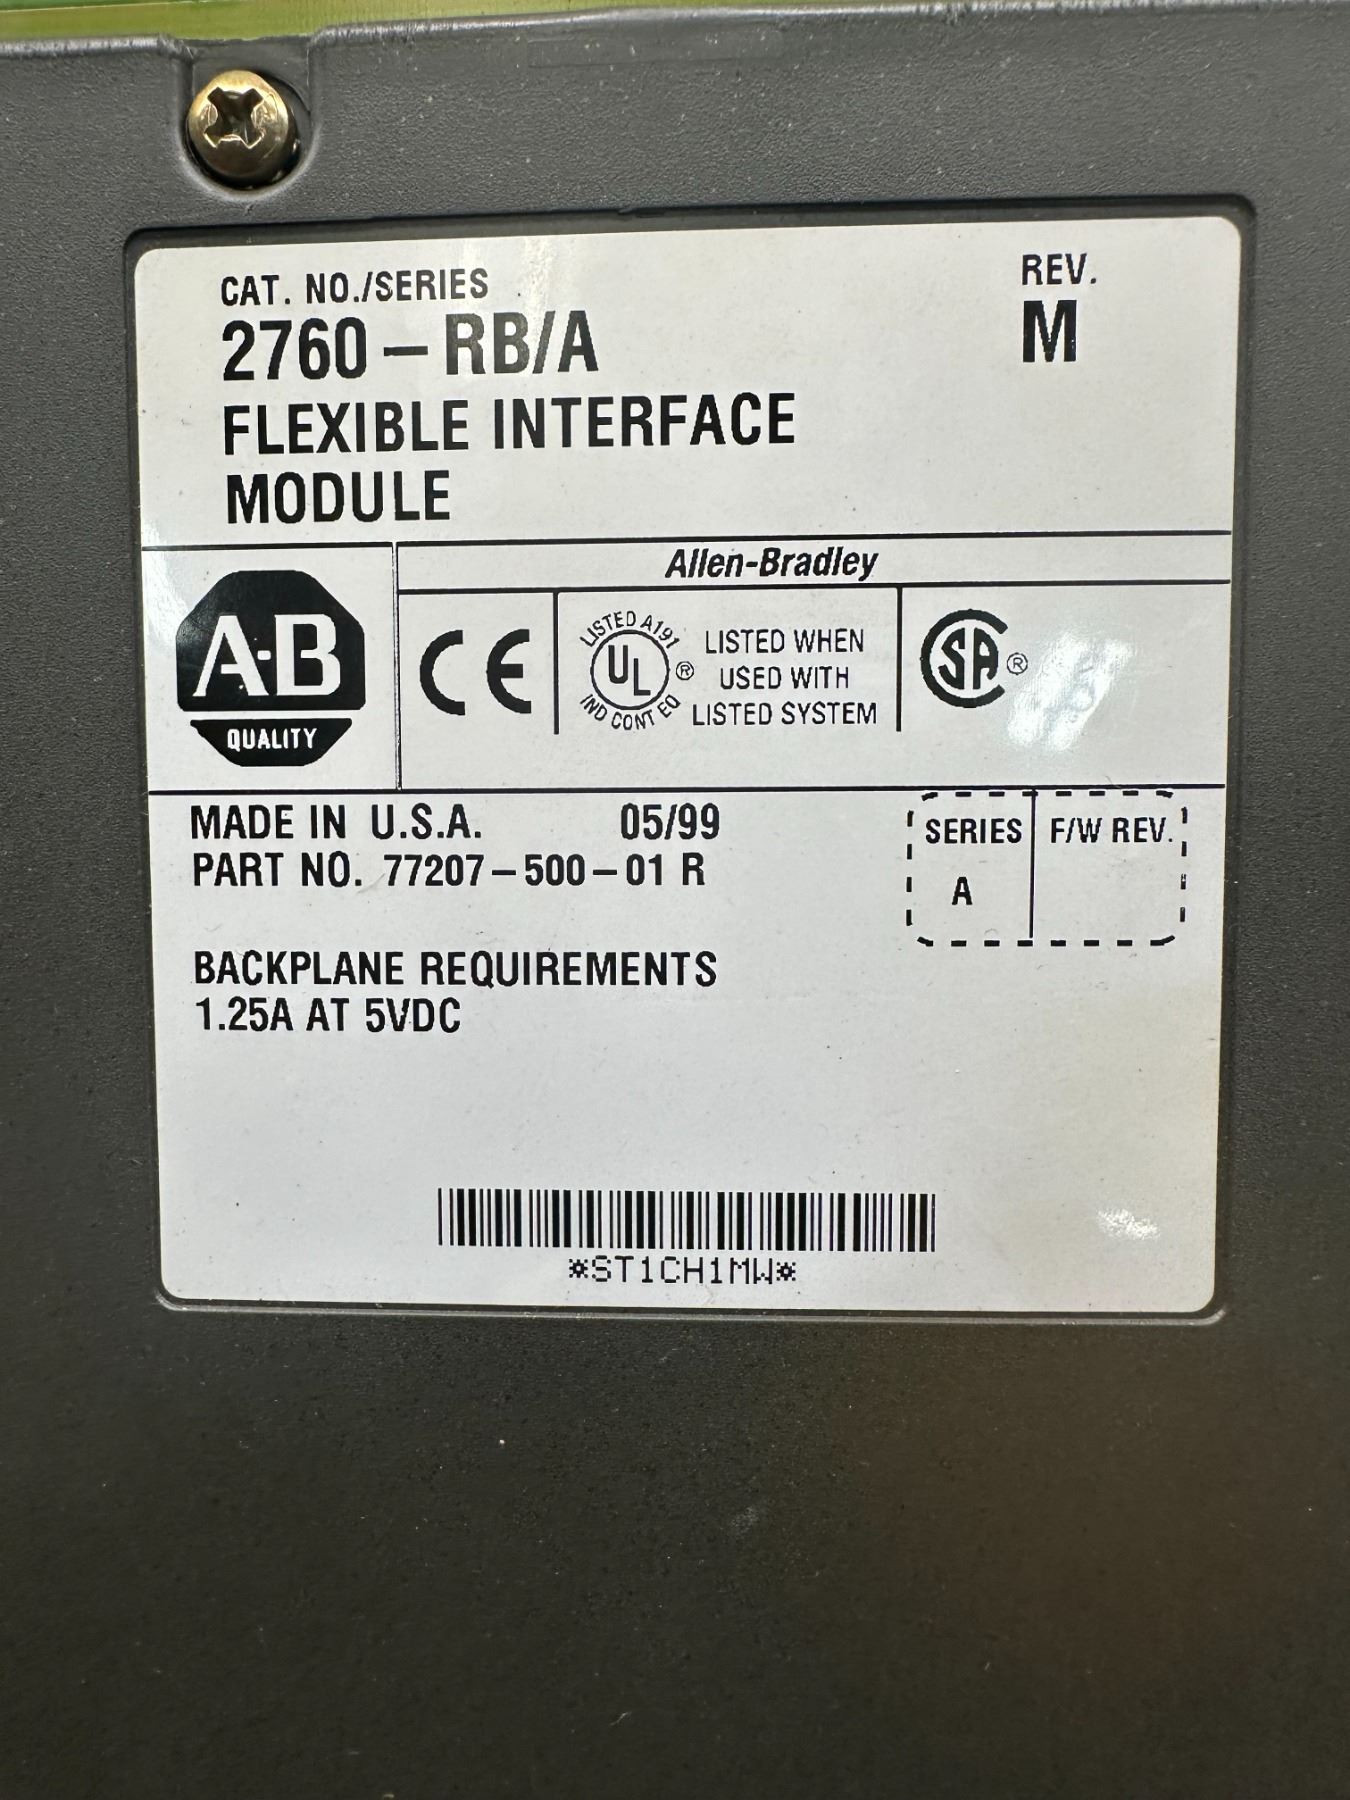 CAT. NO./SERIES
2760-RB/A
FLEXIBLE INTERFACE
MODULE
REV.
M
Allen-Bradley
A-B
QUALITY
CE
LISTED A191
UL ®
IND CONT EQ
LISTED WHEN
USED WITH
LISTED SYSTEM
SA ®
MADE IN U.S.A. 05/99
PART NO. 77207-500-01 R
SERIES F/W REV.
A
BACKPLANE REQUIREMENTS
1.25A AT 5VDC
*ST1CH1MW*